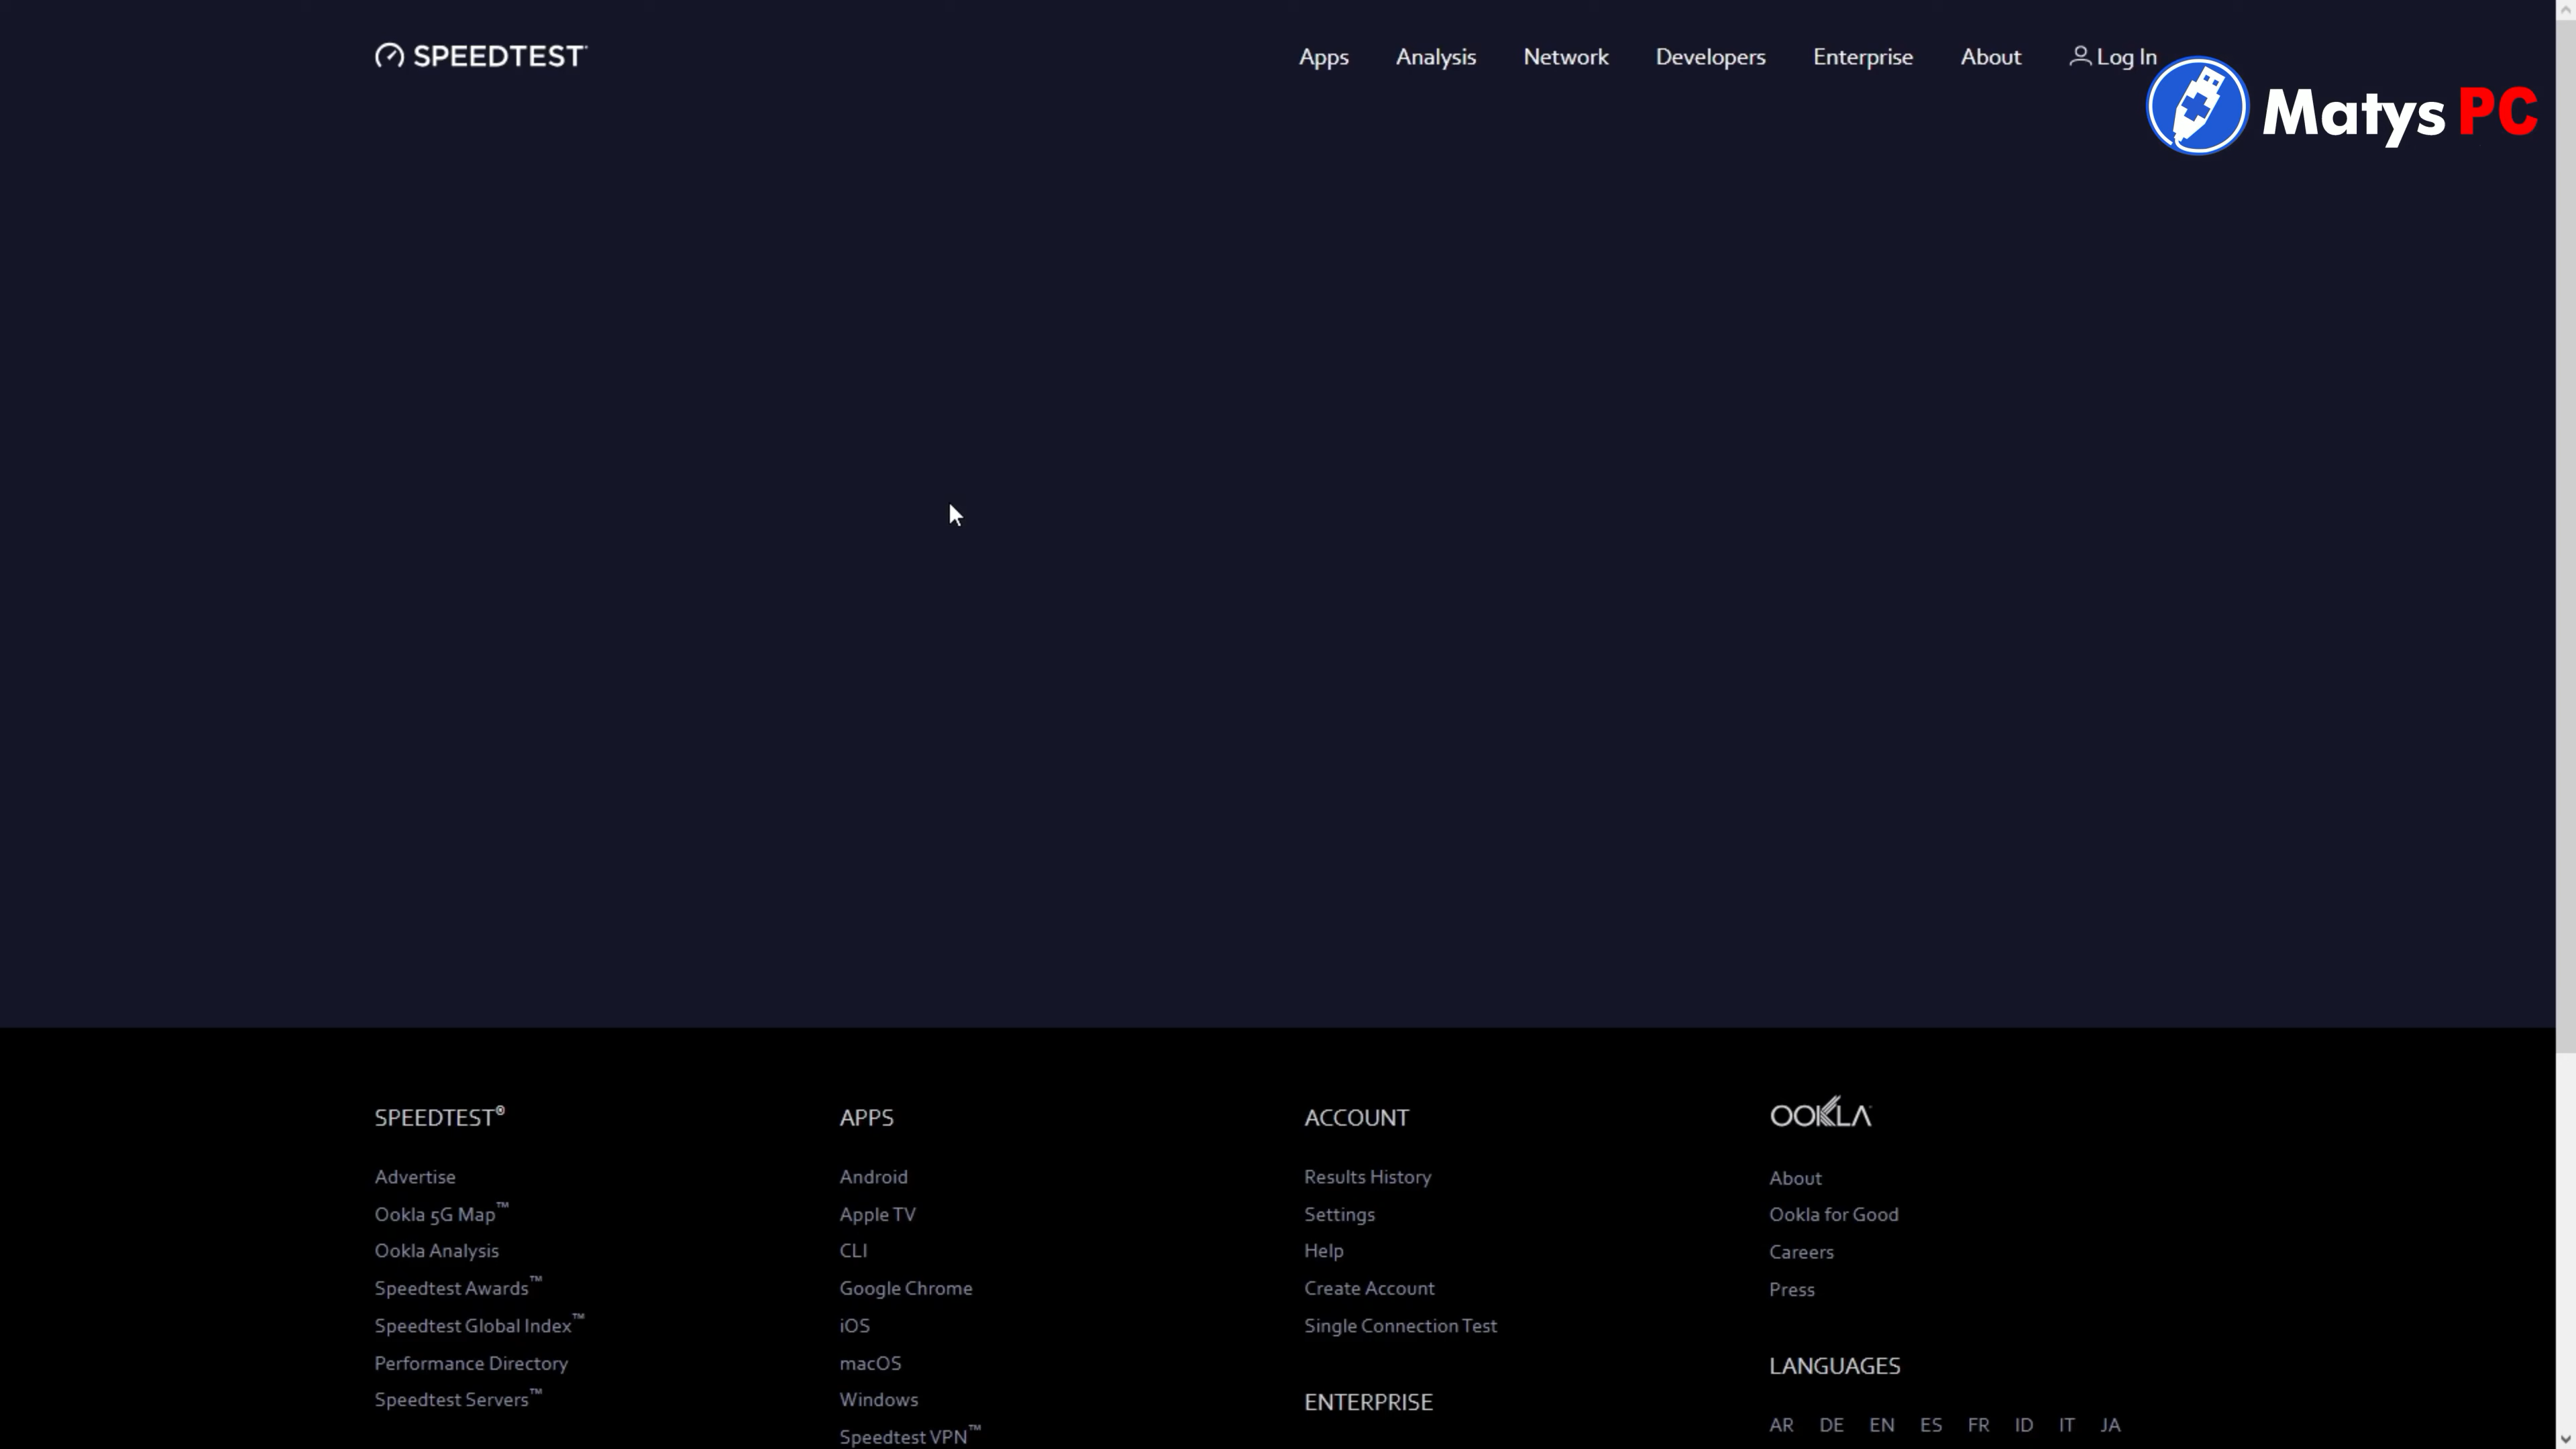 SPEEDTEST
Apps Analysis Network Developers Enterprise About Log In
Matys PC
SPEEDTEST®
Advertise
Ookla 5G Map™
Ookla Analysis
Speedtest Awards™
Speedtest Global Index™
Performance Directory
Speedtest Servers™
APPS
Android
Apple TV
CLI
Google Chrome
iOS
macOS
Windows
Speedtest VPN™
ACCOUNT
Results History
Settings
Help
Create Account
Single Connection Test
ENTERPRISE
OOKLA
About
Ookla for Good
Careers
Press
LANGUAGES
AR DE EN ES FR ID IT JA